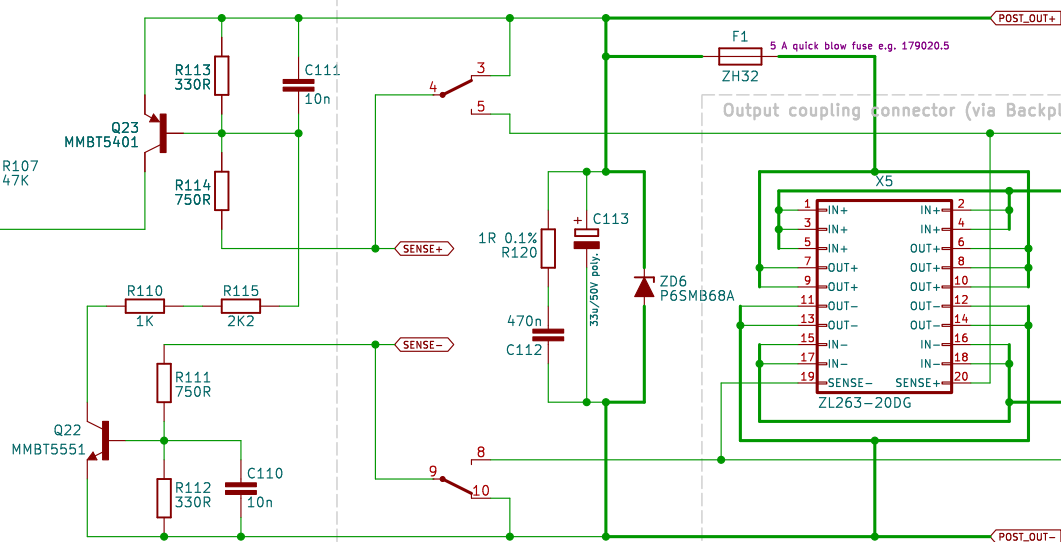 POST_OUT+
F1
5 A quick blow fuse e.g. 179020.5
ZH32
R113
330R
C111
10n
3
4
5
Output coupling connector (via Backpl
Q23
MMBT5401
R107
47K
R114
750R
X5
1 IN+ IN+ 2
3 IN+ IN+ 4
5 IN+ OUT+ 6
7 OUT+ OUT+ 8
9 OUT+ OUT+ 10
11 OUT- OUT- 12
13 OUT- OUT- 14
15 IN- IN- 16
17 IN- IN- 18
19 SENSE- SENSE+ 20
ZL263-20DG
+
C113
33u/50V poly.
1R 0.1%
R120
SENSE+
ZD6
P6SMB68A
R110
1K
R115
2K2
470n
C112
SENSE-
R111
750R
Q22
MMBT5551
8
9
10
R112
330R
C110
10n
POST_OUT-